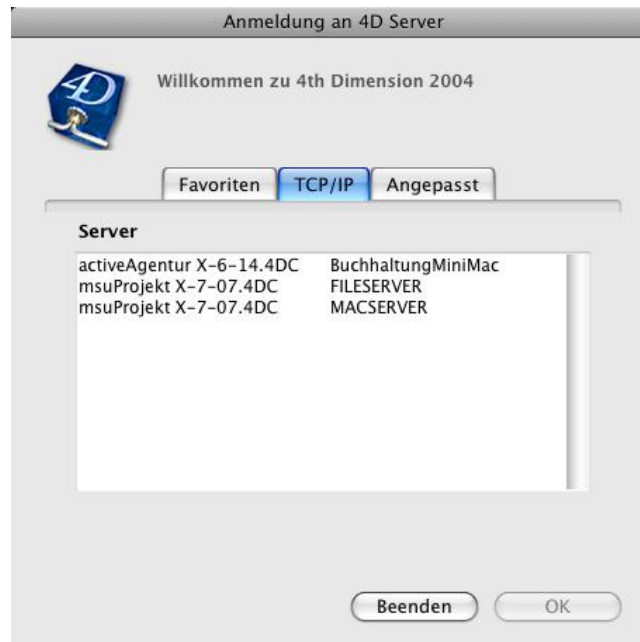 Anmeldung an 4D Server
4D
Willkommen zu 4th Dimension 2004
Favoriten TCP/IP Angepasst
Server
activeAgentur X-6-14.4DC BuchhaltungMiniMac
msuProjekt X-7-07.4DC FILESERVER
msuProjekt X-7-07.4DC MACSERVER
Beenden OK